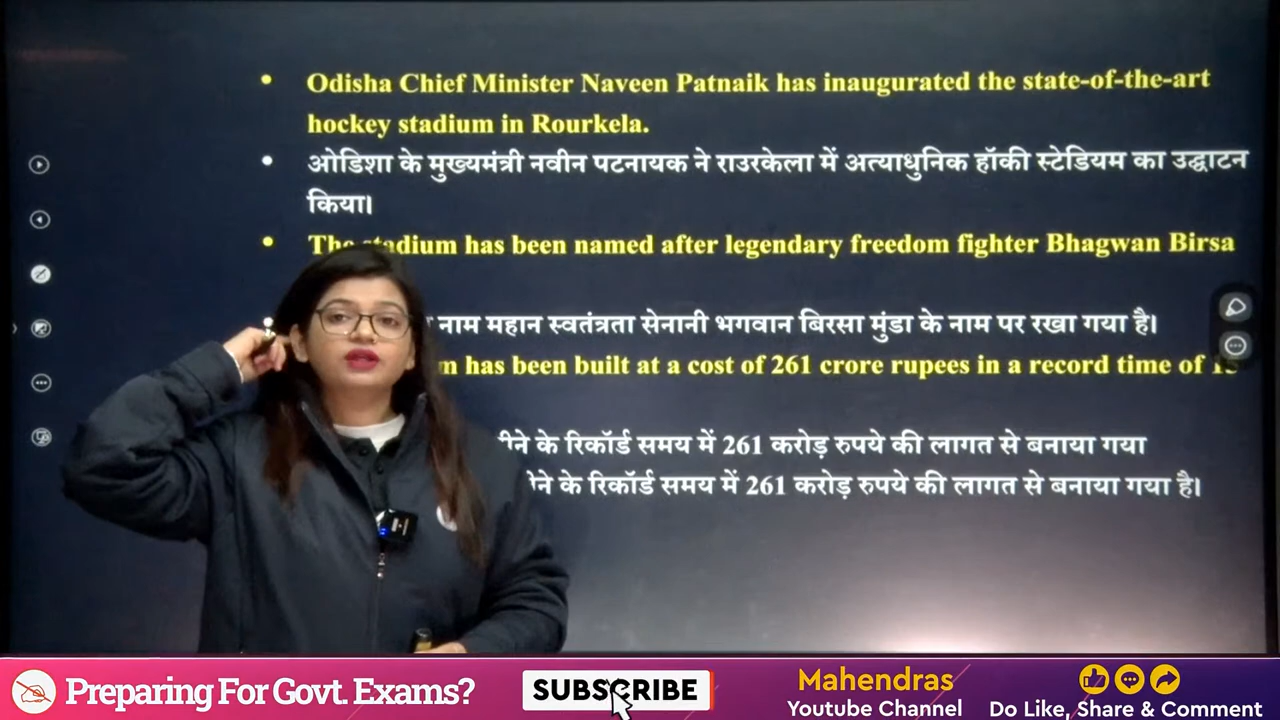 Odisha Chief Minister Naveen Patnaik has inaugurated the state-of-the-art
hockey stadium in Rourkela.
ओडिशा के मुख्यमंत्री नवीन पटनायक ने राउरकेला में अत्याधुनिक हॉकी स्टेडियम का उद्घाटन
किया।
The stadium has been named after legendary freedom fighter Bhagwan Birsa
नाम महान स्वतंत्रता सेनानी भगवान बिरसा मुंडा के नाम पर रखा गया है।
has been built at a cost of 261 crore rupees in a record time of
के रिकॉर्ड समय में 261 करोड़ रुपये की लागत से बनाया गया
के रिकॉर्ड समय में 261 करोड़ रुपये की लागत से बनाया गया है।
Preparing For Govt. Exams?
SUBSCRIBE
Mahendras
Youtube Channel
Do Like, Share & Comment